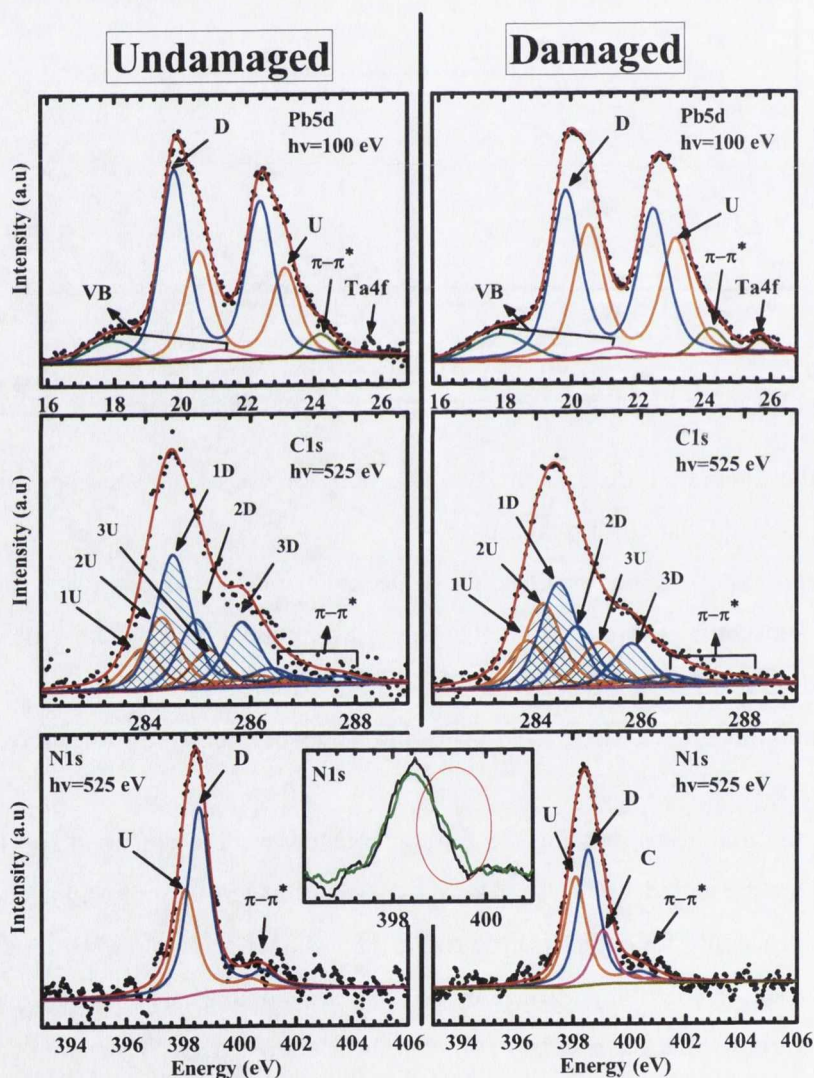 Undamaged
Damaged
Pb5d
hν=100 eV
D
U
π–π*
Ta4f
VB
Intensity (a.u)
16 18 20 22 24 26
Pb5d
hν=100 eV
D
U
π–π*
Ta4f
VB
16 18 20 22 24 26
C1s
hν=525 eV
1D
2D
3U
3D
2U
1U
π–π*
Intensity (a.u)
284 286 288
C1s
hν=525 eV
1D
2D
2U
3U
1U
3D
π–π*
284 286 288
N1s
hν=525 eV
D
U
π–π*
Intensity (a.u)
394 396 398 400 402 404 406
Energy (eV)
N1s
398 400
N1s
hν=525 eV
D
U
C
π–π*
394 396 398 400 402 404 406
Energy (eV)